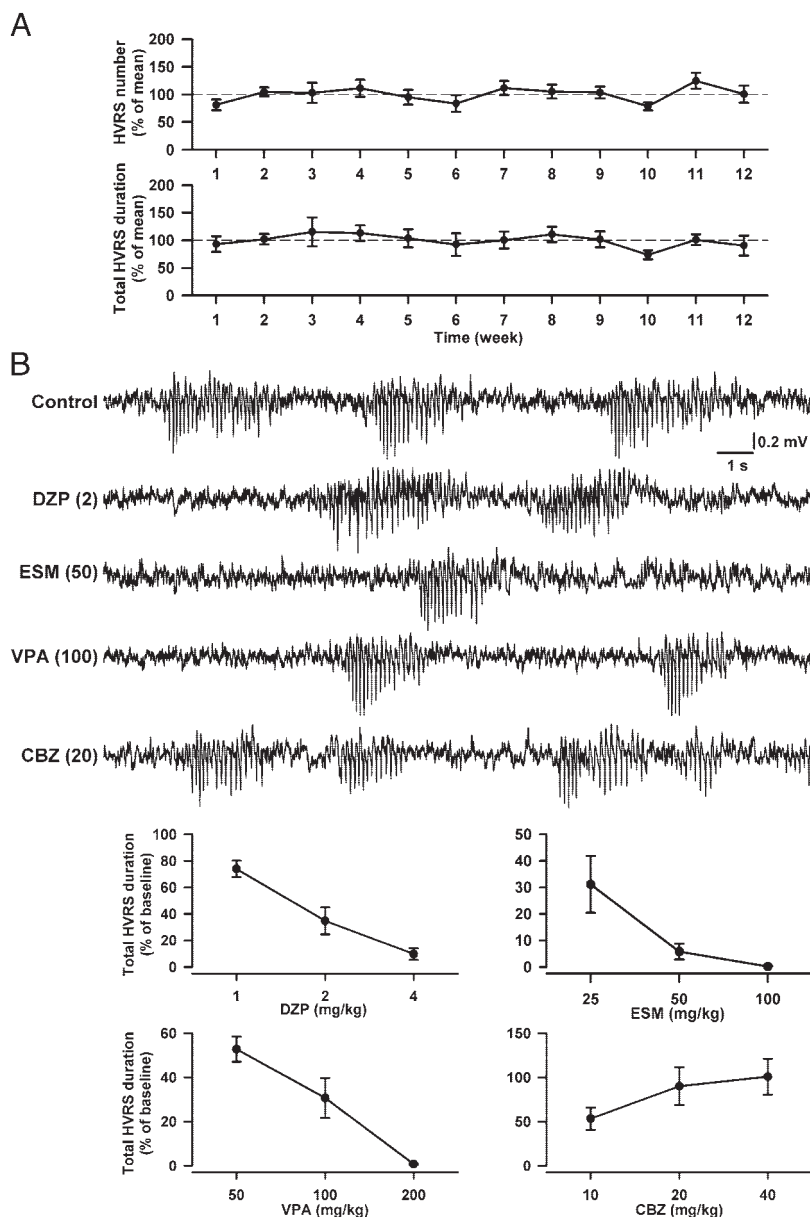 A
HVRS number
(% of mean)
200
150
100
50
0
1 2 3 4 5 6 7 8 9 10 11 12
Total HVRS duration
(% of mean)
200
150
100
50
0
1 2 3 4 5 6 7 8 9 10 11 12
Time (week)
B
Control
0.2 mV
1 s
DZP (2)
ESM (50)
VPA (100)
CBZ (20)
Total HVRS duration
(% of baseline)
100
80
60
40
20
0
1 2 4
DZP (mg/kg)
50
40
30
20
10
0
25 50 100
ESM (mg/kg)
Total HVRS duration
(% of baseline)
60
40
20
0
50 100 200
VPA (mg/kg)
150
100
50
0
10 20 40
CBZ (mg/kg)